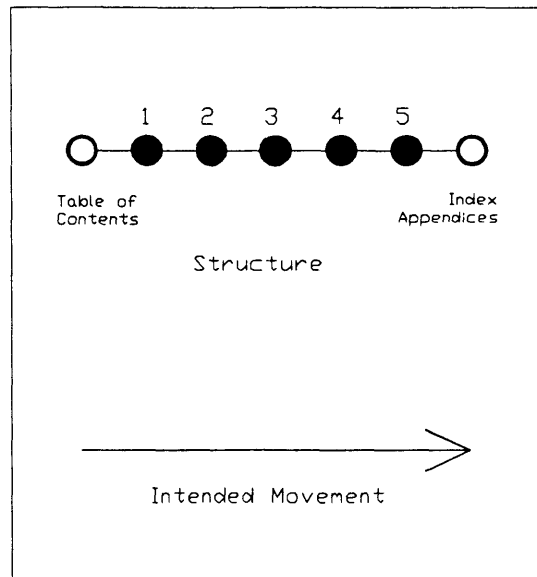 1 2 3 4 5
Table of
Contents
Index
Appendices
Structure
Intended Movement